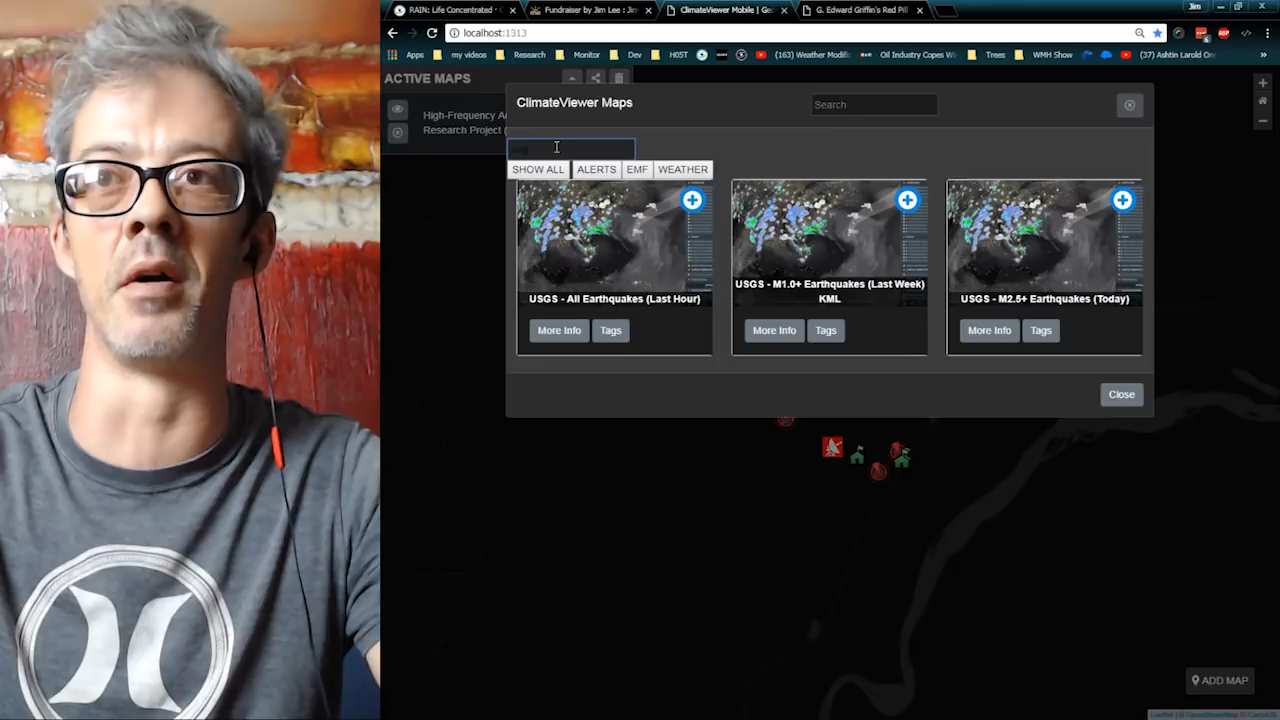 RAIN: Life Concentrated
Fundraiser by Jim Lee : Jim
ClimateViewer Mobile | Geo
G. Edward Griffin's Red Pill
Jim
localhost:1313
Apps
my videos
Research
Monitor
Dev
H05T
(163) Weather Modific
Oil Industry Copes W
Trees
WMH Show
(37) Ashtin Larold On
ACTIVE MAPS
High-Frequency A
Research Project (
ClimateViewer Maps
Search
usg
SHOW ALL
ALERTS
EMF
WEATHER
USGS - All Earthquakes (Last Hour)
More Info
Tags
USGS - M1.0+ Earthquakes (Last Week)
KML
More Info
Tags
USGS - M2.5+ Earthquakes (Today)
More Info
Tags
Close
ADD MAP